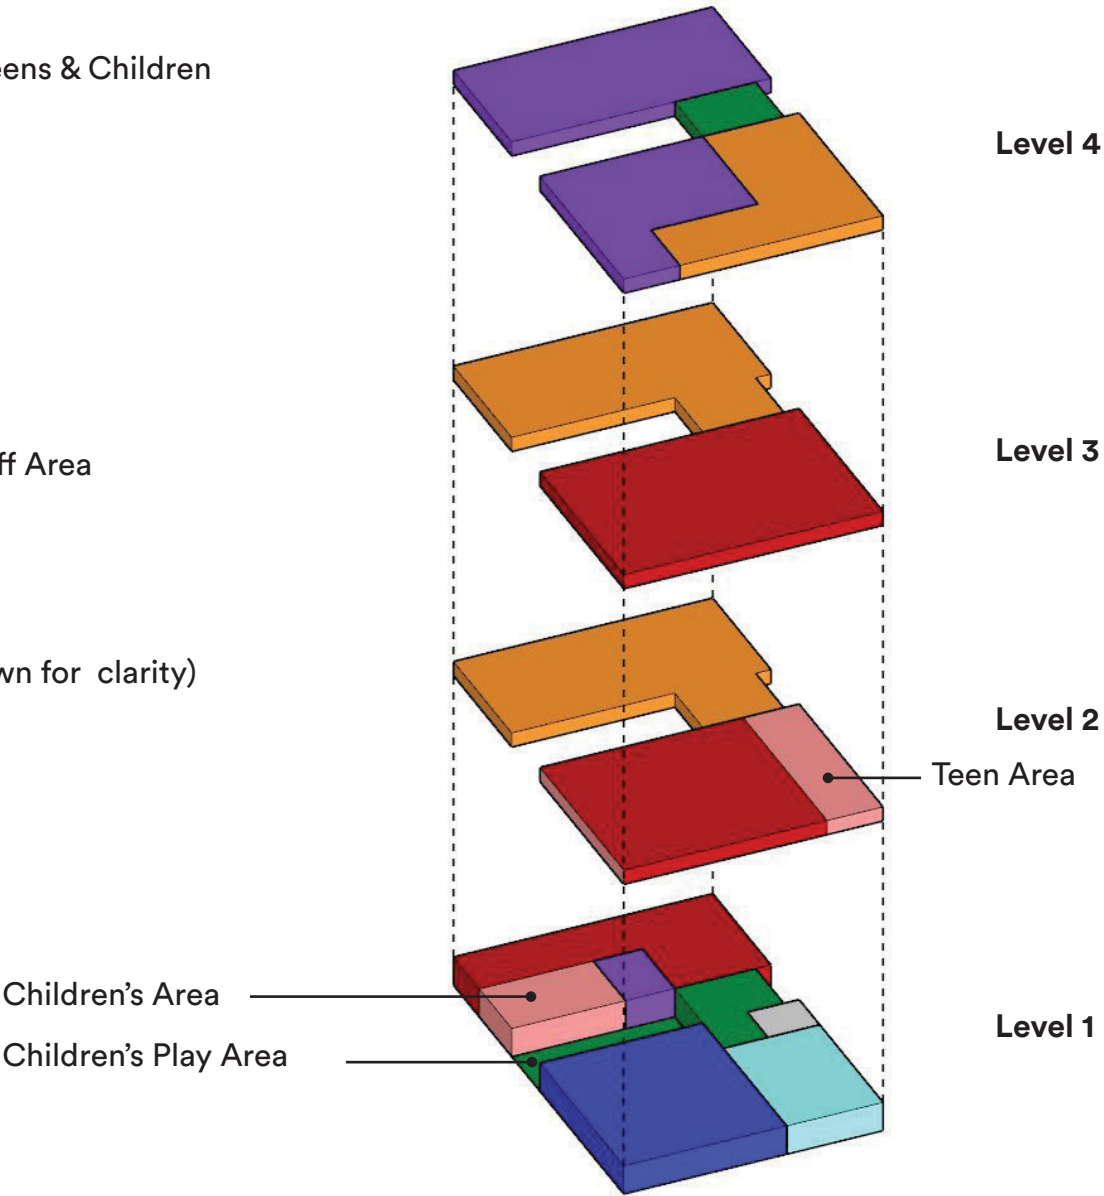 eens & Children
Level 4
Level 3
ff Area
wn for clarity)
Level 2
Teen Area
Children's Area
Level 1
Children's Play Area